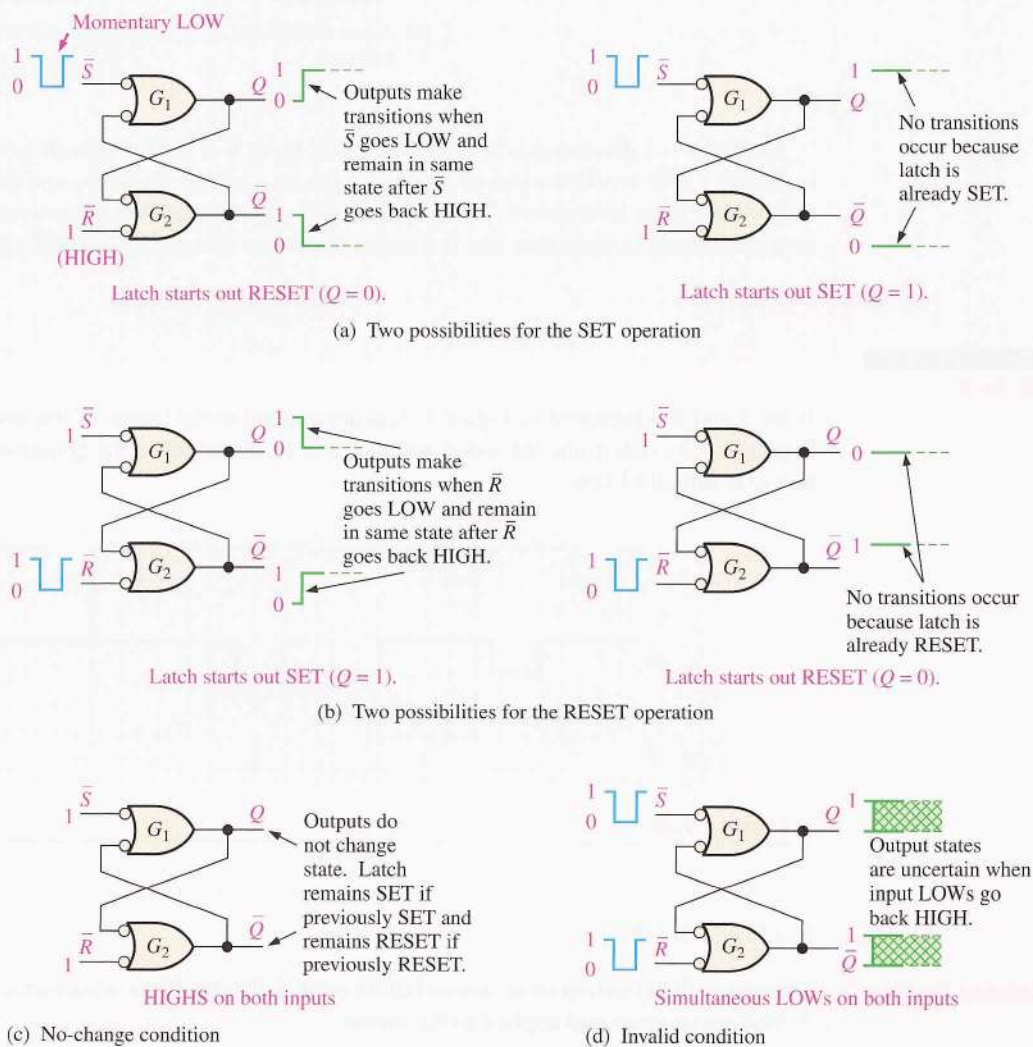 Momentary LOW
1
0
S̄
G₁
Q
1
0
Outputs make
transitions when
S̄ goes LOW and
remain in same
state after S̄
goes back HIGH.
R̄
1
(HIGH)
G₂
Q̄
1
0
Latch starts out RESET (Q = 0).
1
0
S̄
G₁
1
Q
No transitions
occur because
latch is
already SET.
R̄
1
G₂
Q̄
0
Latch starts out SET (Q = 1).
(a) Two possibilities for the SET operation
S̄
1
G₁
Q
1
0
Outputs make
transitions when R̄
goes LOW and remain
in same state after R̄
goes back HIGH.
1
0
R̄
G₂
Q̄
1
0
Latch starts out SET (Q = 1).
S̄
1
G₁
Q
0
1
0
R̄
G₂
Q̄
1
No transitions occur
because latch is
already RESET.
Latch starts out RESET (Q = 0).
(b) Two possibilities for the RESET operation
S̄
1
G₁
Q
Outputs do
not change
state. Latch
remains SET if
previously SET and
remains RESET if
previously RESET.
R̄
1
G₂
Q̄
HIGHS on both inputs
(c) No-change condition
1
0
S̄
G₁
Q
1
Output states
are uncertain when
input LOWs go
back HIGH.
1
0
R̄
G₂
1
Q̄
Simultaneous LOWs on both inputs
(d) Invalid condition